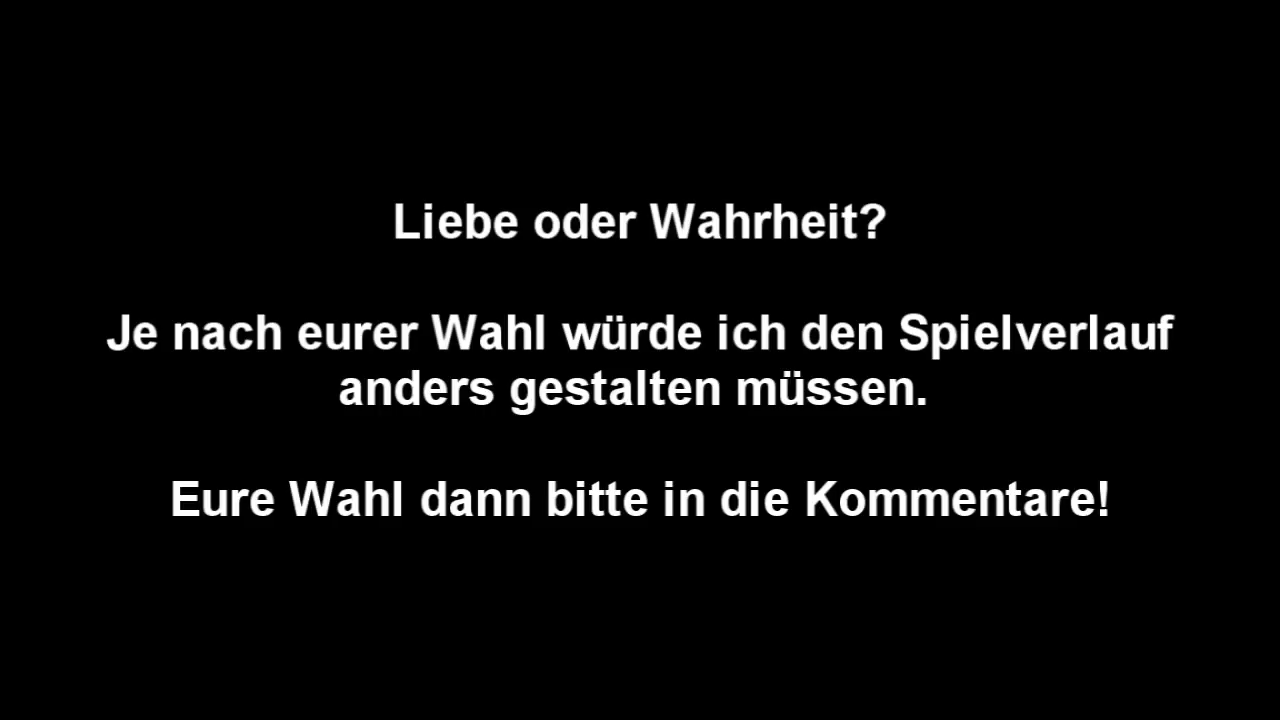 Liebe oder Wahrheit?
Je nach eurer Wahl würde ich den Spielverlauf
anders gestalten müssen.
Eure Wahl dann bitte in die Kommentare!